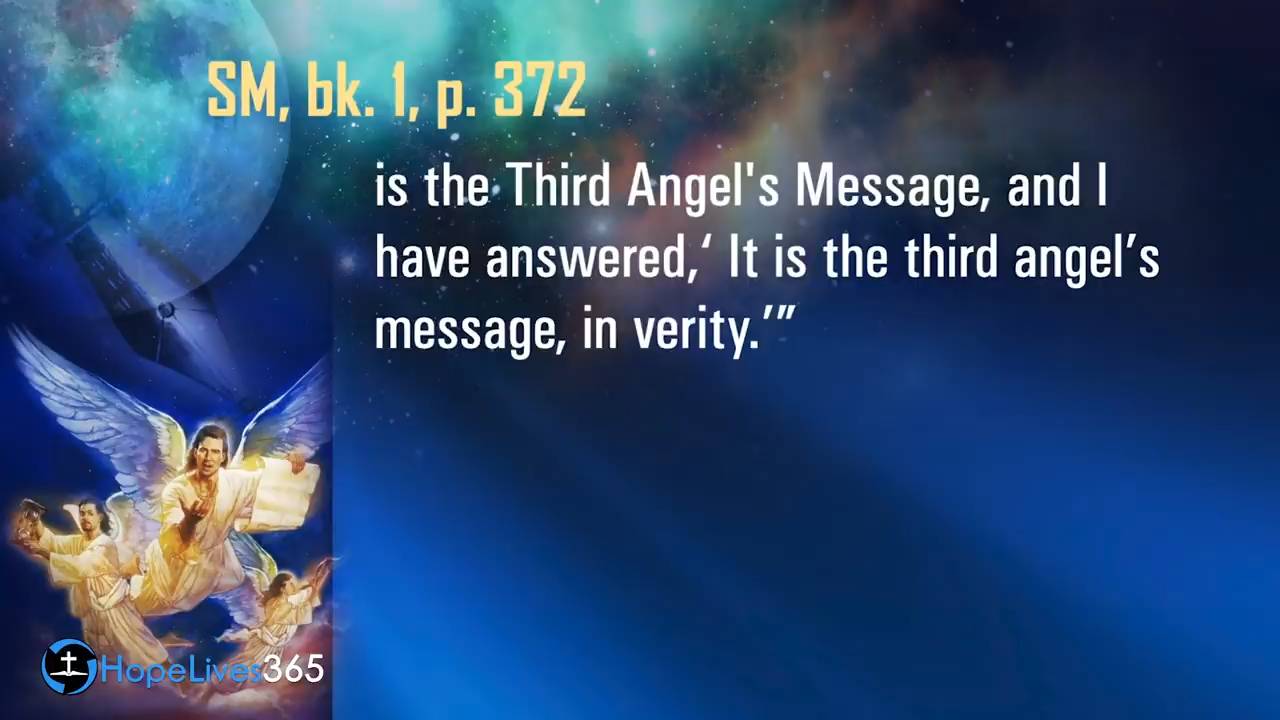 SM, bk. 1, p. 372
is the Third Angel's Message, and I
have answered,‘ It is the third angel’s
message, in verity.’”
HopeLives365